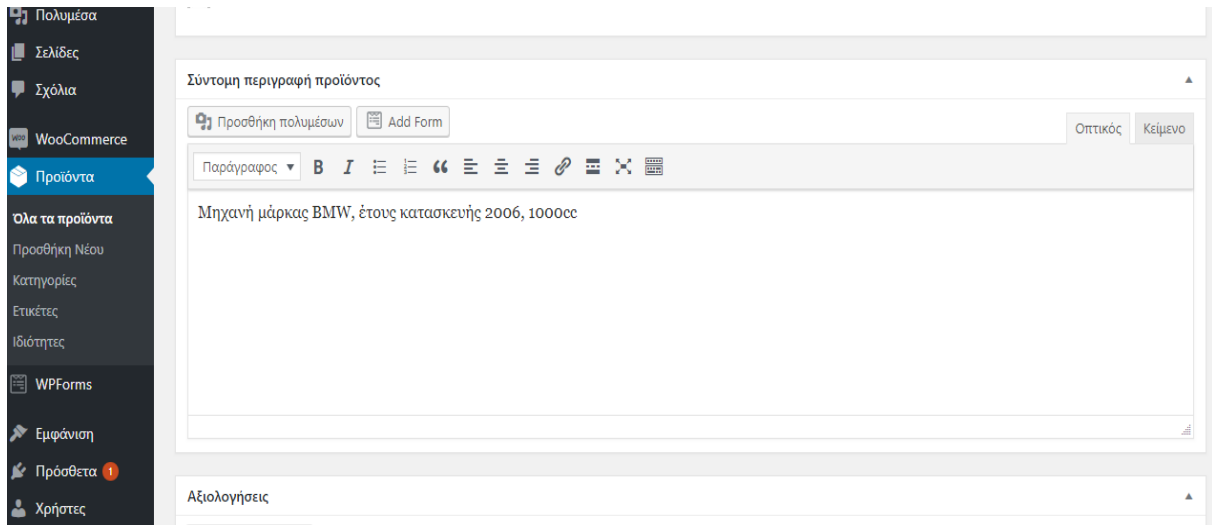 Πολυμέσα
Σελίδες
Σχόλια
WooCommerce
Προϊόντα
Όλα τα προϊόντα
Προσθήκη Νέου
Κατηγορίες
Ετικέτες
Ιδιότητες
WPForms
Εμφάνιση
Πρόσθετα 1
Χρήστες
Σύντομη περιγραφή προϊόντος
Προσθήκη πολυμέσων Add Form
Οπτικός Κείμενο
Παράγραφος
Μηχανή μάρκας BMW, έτους κατασκευής 2006, 1000cc
Αξιολογήσεις